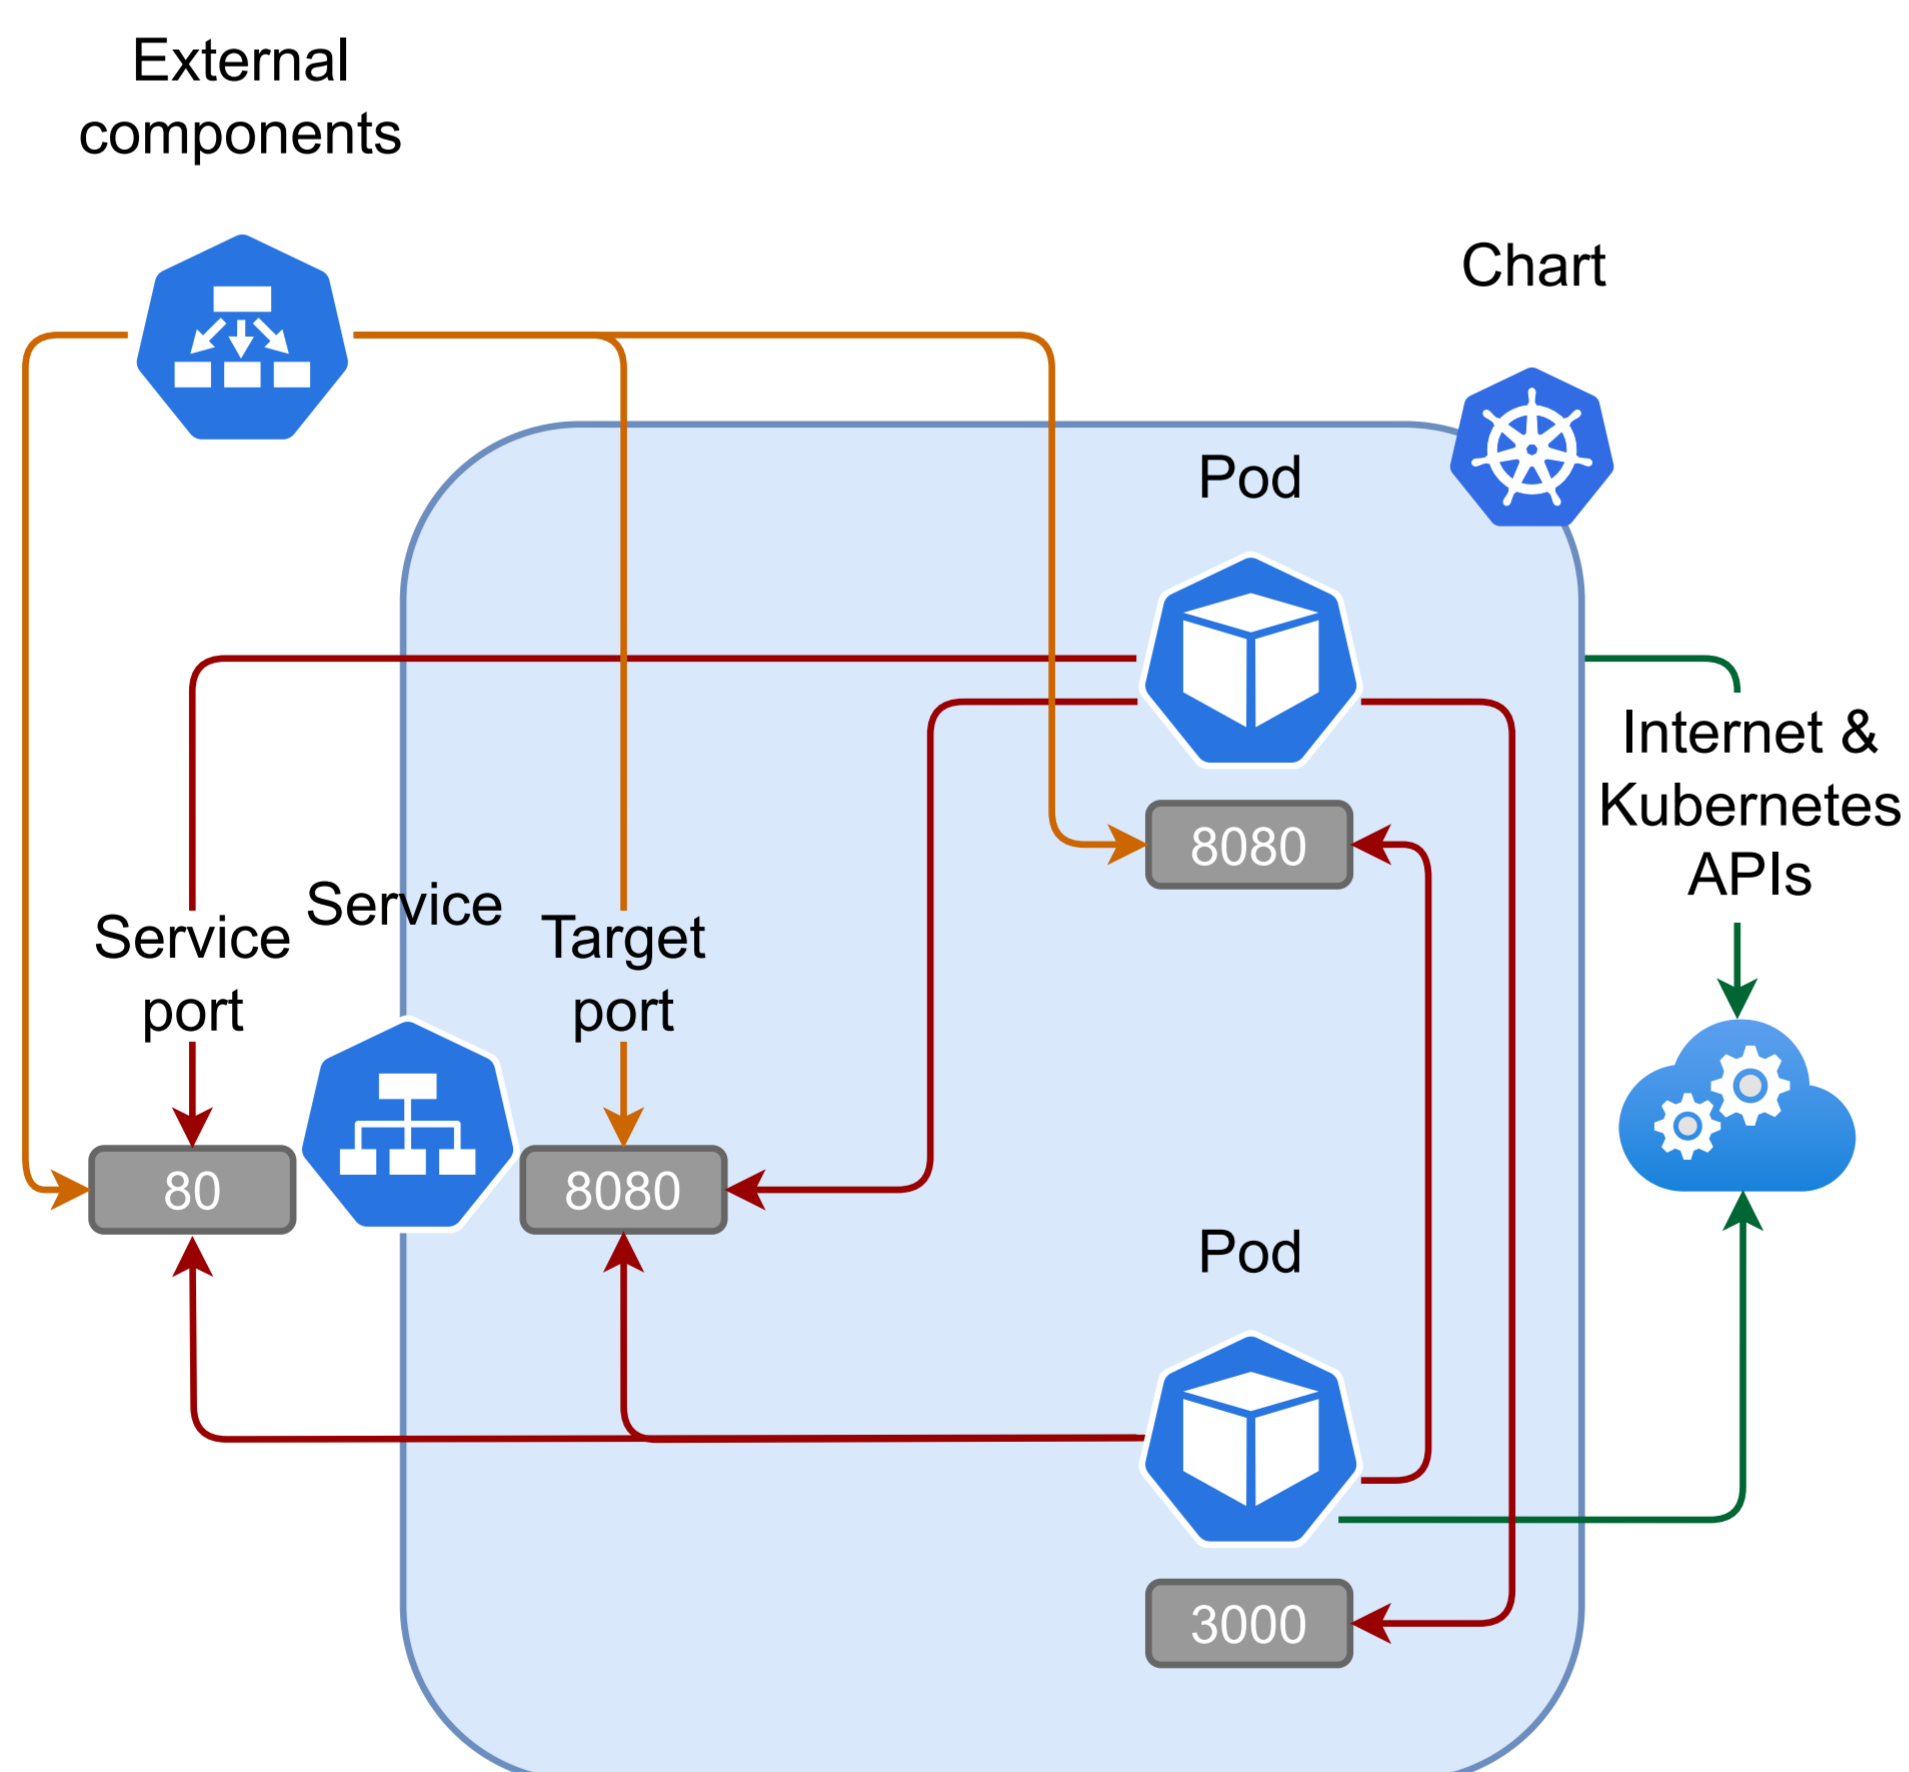 External
components
Chart
Pod
Internet &
Kubernetes
APIs
8080
Service
Service
port
Target
port
80
8080
Pod
3000